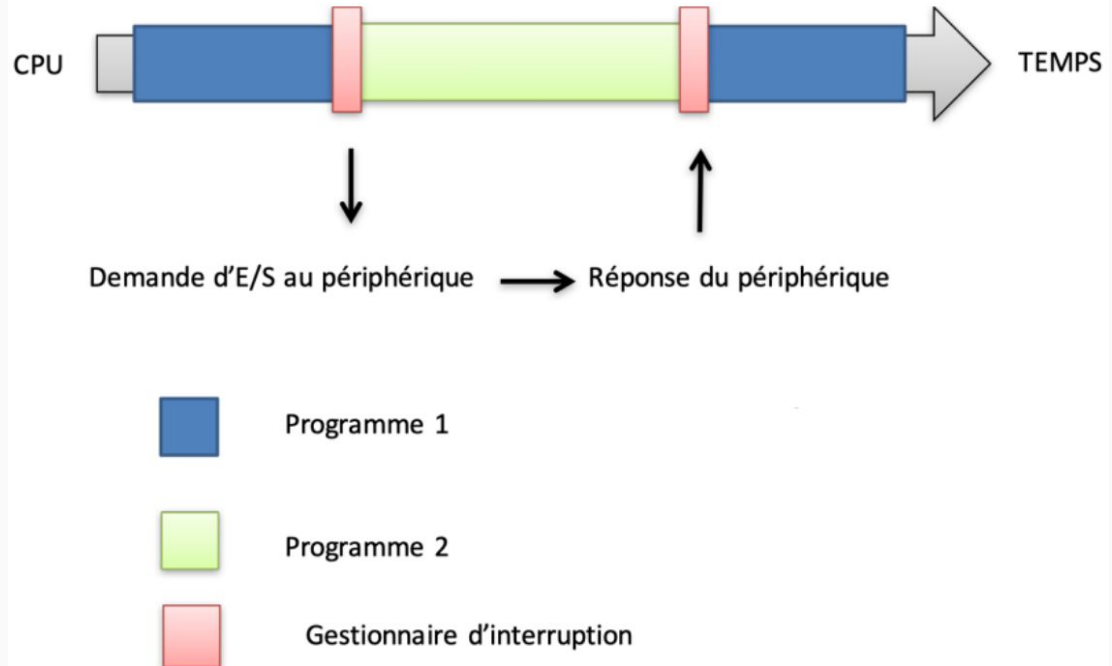 CPU
TEMPS
Demande d'E/S au périphérique
Réponse du périphérique
Programme 1
Programme 2
Gestionnaire d'interruption